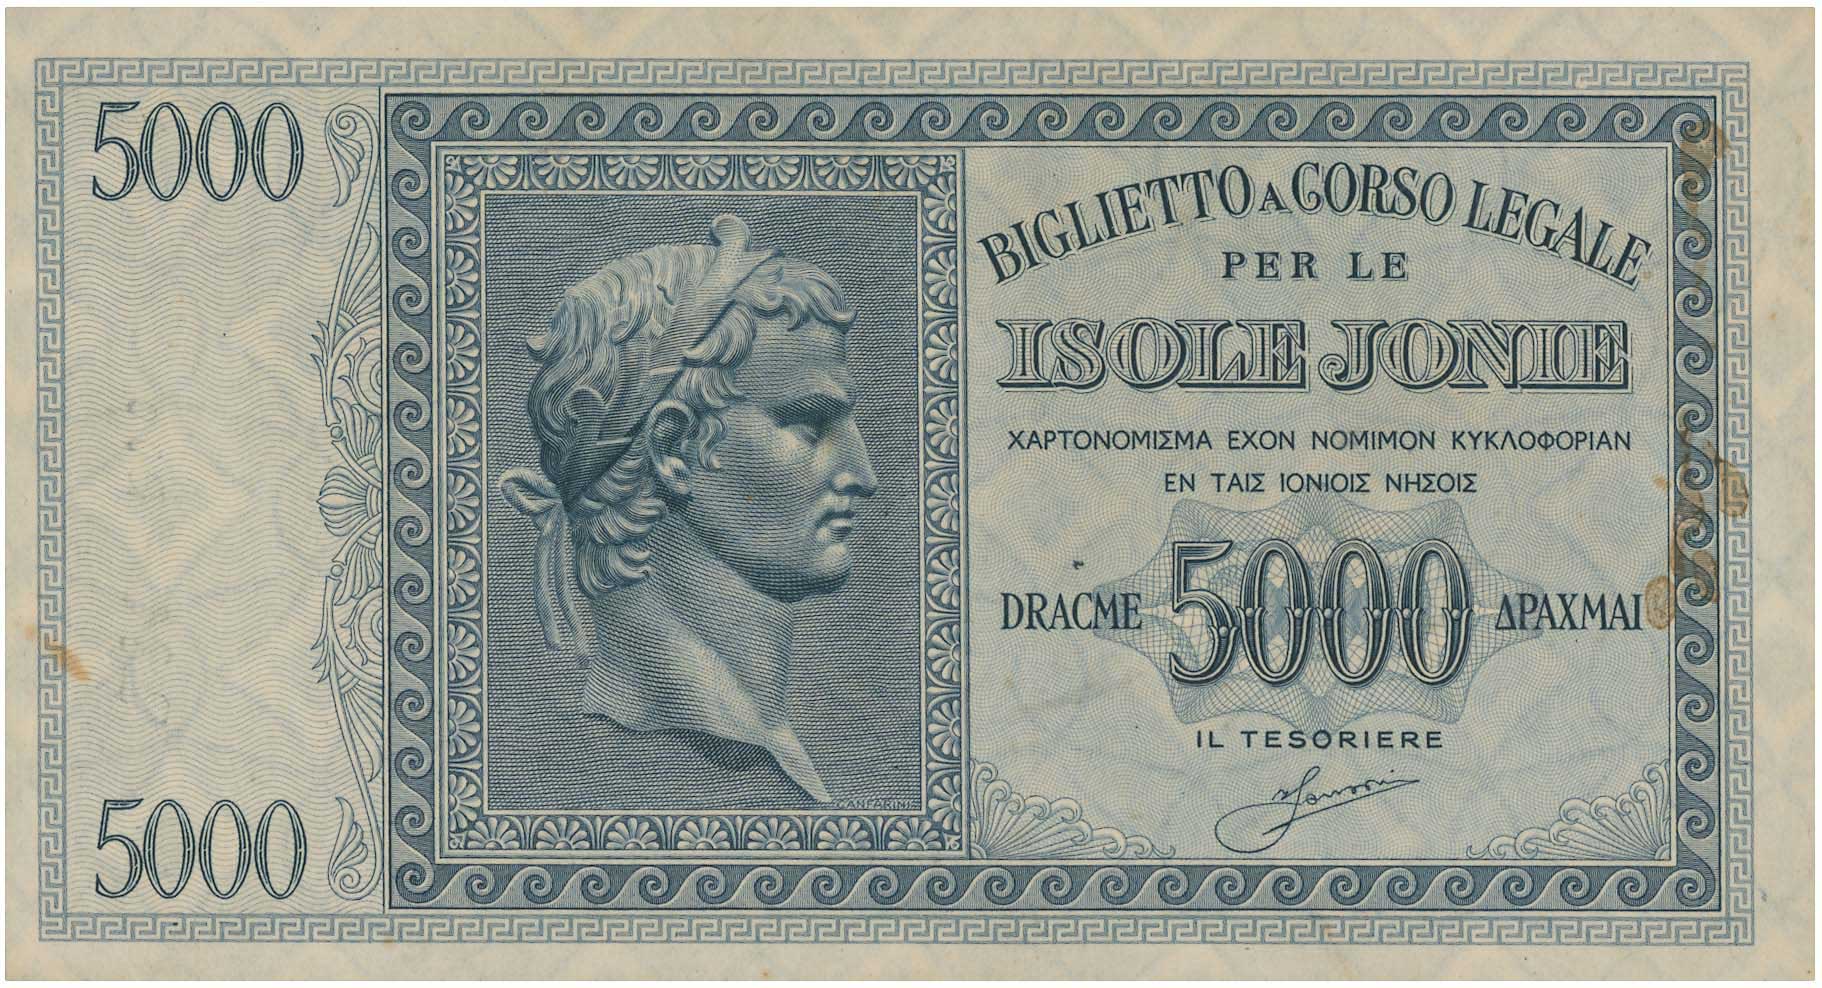 5000
BIGLIETTO A CORSO LEGALE
PER LE
ISOLE JONIE
ΧΑΡΤΟΝΟΜΙΣΜΑ ΕΧΟΝ ΝΟΜΙΜΟΝ ΚΥΚΛΟΦΟΡΙΑΝ
ΕΝ ΤΑΙΣ ΙΟΝΙΟΙΣ ΝΗΣΟΙΣ
DRACME 5000 ΔΡΑΧΜΑΙ
IL TESORIERE
CANFARINI
5000